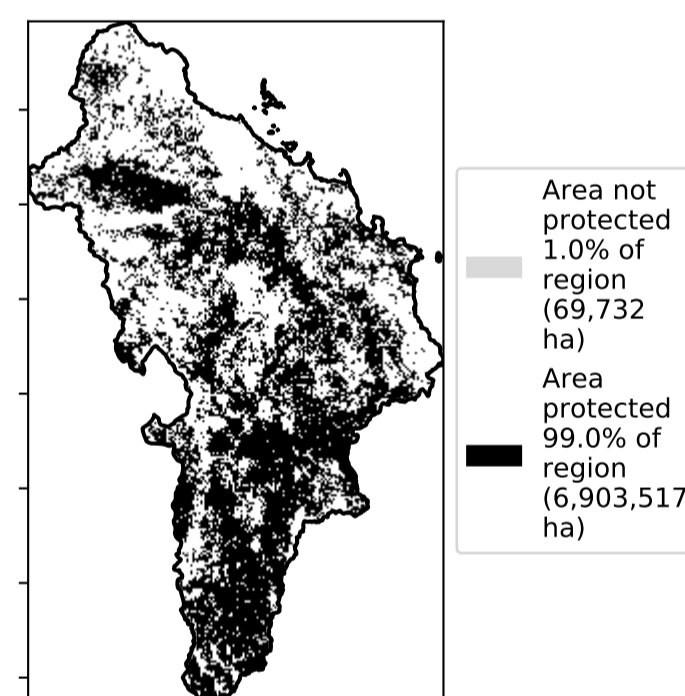 Area not
protected
1.0% of
region
(69,732
ha)
Area
protected
99.0% of
region
(6,903,517
ha)